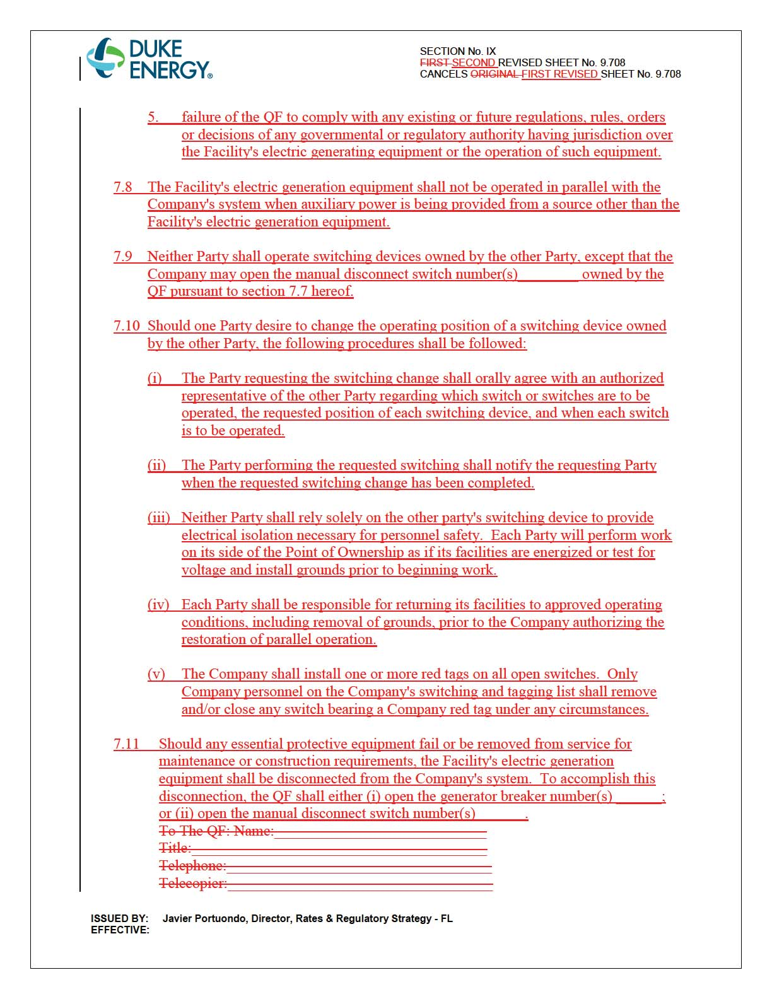 DUKE
ENERGY®
SECTION No. IX
FIRST SECOND REVISED SHEET No. 9.708
CANCELS ORIGINAL FIRST REVISED SHEET No. 9.708
5. failure of the QF to comply with any existing or future regulations, rules, orders
or decisions of any governmental or regulatory authority having jurisdiction over
the Facility's electric generating equipment or the operation of such equipment.
7.8 The Facility's electric generation equipment shall not be operated in parallel with the
Company's system when auxiliary power is being provided from a source other than the
Facility's electric generation equipment.
7.9 Neither Party shall operate switching devices owned by the other Party, except that the
Company may open the manual disconnect switch number(s)________ owned by the
QF pursuant to section 7.7 hereof.
7.10 Should one Party desire to change the operating position of a switching device owned
by the other Party, the following procedures shall be followed:
(i) The Party requesting the switching change shall orally agree with an authorized
representative of the other Party regarding which switch or switches are to be
operated, the requested position of each switching device, and when each switch
is to be operated.
(ii) The Party performing the requested switching shall notify the requesting Party
when the requested switching change has been completed.
(iii) Neither Party shall rely solely on the other party's switching device to provide
electrical isolation necessary for personnel safety.  Each Party will perform work
on its side of the Point of Ownership as if its facilities are energized or test for
voltage and install grounds prior to beginning work.
(iv) Each Party shall be responsible for returning its facilities to approved operating
conditions, including removal of grounds, prior to the Company authorizing the
restoration of parallel operation.
(v) The Company shall install one or more red tags on all open switches.  Only
Company personnel on the Company's switching and tagging list shall remove
and/or close any switch bearing a Company red tag under any circumstances.
7.11 Should any essential protective equipment fail or be removed from service for
maintenance or construction requirements, the Facility's electric generation
equipment shall be disconnected from the Company's system.  To accomplish this
disconnection, the QF shall either (i) open the generator breaker number(s) ______;
or (ii) open the manual disconnect switch number(s) ______.
To The QF: Name:____________________________
Title:_______________________________________
Telephone:___________________________________
Telecopier:___________________________________
ISSUED BY: Javier Portuondo, Director, Rates & Regulatory Strategy - FL
EFFECTIVE: